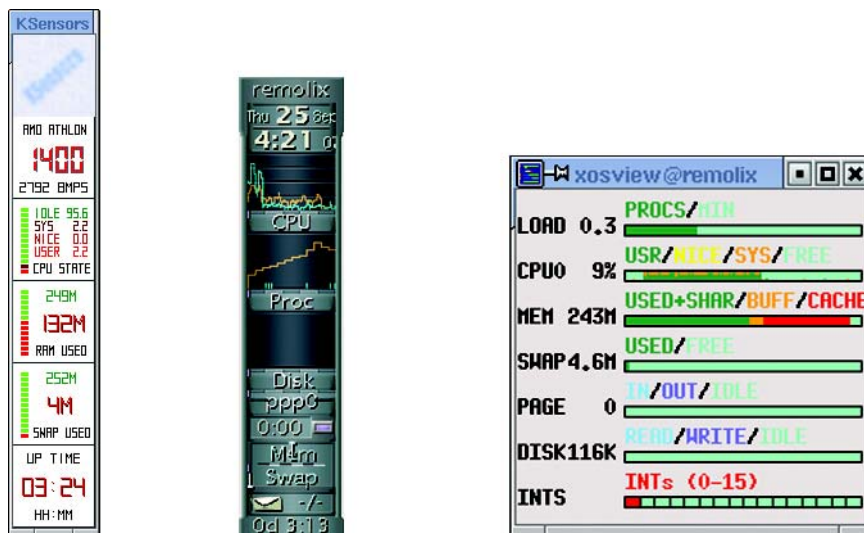 KSensors
KSensors
AMD ATHLON
1400
2792 BMPS
IDLE 95.6
SYS 2.2
NICE 0.0
USER 2.2
CPU STATE
249M
132M
RAM USED
252M
4M
SWAP USED
UP TIME
03:24
HH:MM
remolix
Thu 25 Sep
4:21
CPU
Proc
Disk
ppp0
0:00
Mem
Swap
-/-
0d 3:13
xosview@remolix
PROCS/MIN
LOAD 0.3
USR/NICE/SYS/FREE
CPU0 9%
USED+SHAR/BUFF/CACHE
MEM 243M
USED/FREE
SWAP4.6M
IN/OUT/IDLE
PAGE 0
READ/WRITE/IDLE
DISK116K
INTs (0-15)
INTS